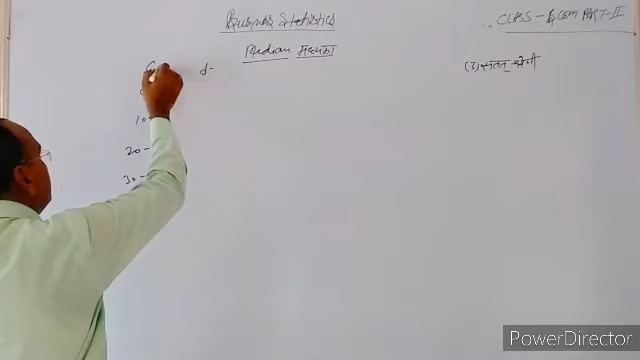 Business Statistics
CLASS - B.COM PART-II
Median मध्यका
(3) सतत् श्रेणी
f
10-
20-
30-
PowerDirector